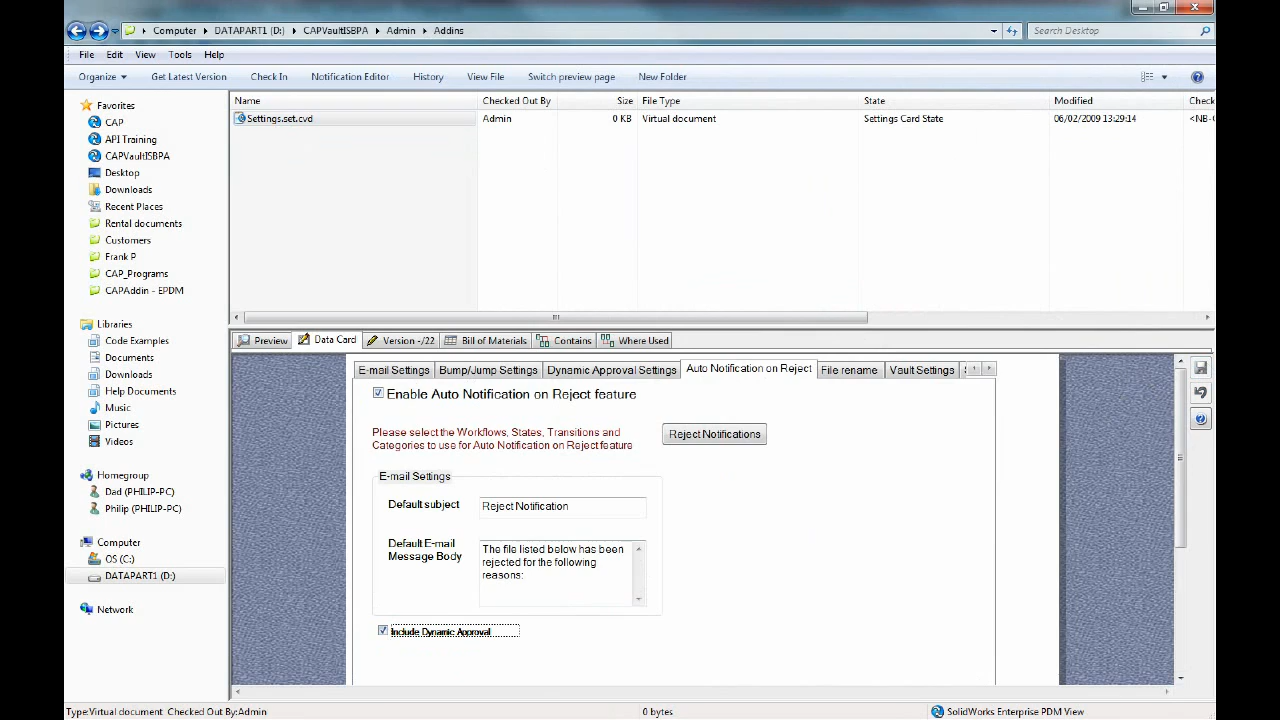 Computer
DATAPART1 (D:)
CAPVaultISBPA
Admin
Addins
Search Desktop
File Edit View Tools Help
Organize Get Latest Version Check In Notification Editor History View File Switch preview page New Folder
Favorites
CAP
API Training
CAPVaultISBPA
Desktop
Downloads
Recent Places
Rental documents
Customers
Frank P
CAP_Programs
CAPAddin - EPDM
Libraries
Code Examples
Documents
Downloads
Help Documents
Music
Pictures
Videos
Homegroup
Dad (PHILIP-PC)
Philip (PHILIP-PC)
Computer
OS (C:)
DATAPART1 (D:)
Network
Name Checked Out By Size File Type State Modified Check
Settings.set.cvd Admin 0 KB Virtual document Settings Card State 06/02/2009 13:29:14
Preview Data Card Version -/22 Bill of Materials Contains Where Used
E-mail Settings Bump/Jump Settings Dynamic Approval Settings Auto Notification on Reject File rename Vault Settings
Enable Auto Notification on Reject feature
Please select the Workflows, States, Transitions and
Categories to use for Auto Notification on Reject feature
Reject Notifications
E-mail Settings
Default subject
Reject Notification
Default E-mail
Message Body
The file listed below has been
rejected for the following
reasons:
Include Dynamic Approval
Type:Virtual document Checked Out By:Admin
0 bytes
SolidWorks Enterprise PDM View